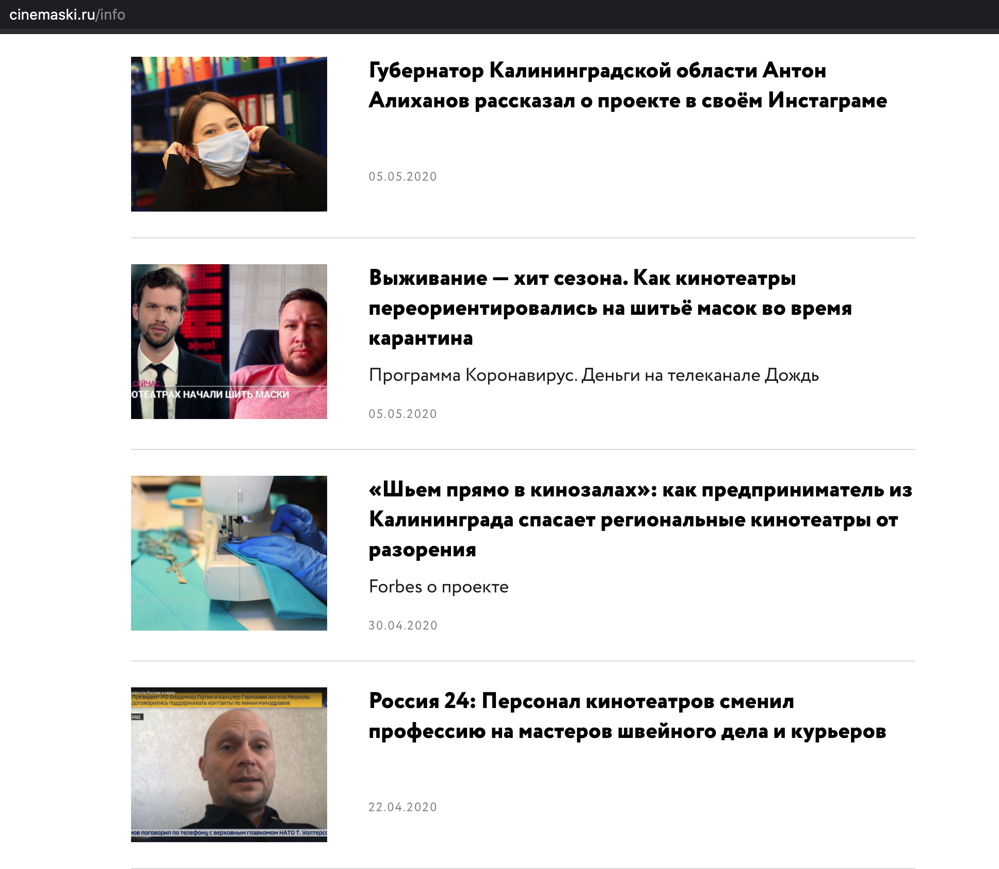 cinemaski.ru/info
Губернатор Калининградской области Антон
Алиханов рассказал о проекте в своём Инстаграме
05.05.2020
СЕЙЧАС
ОТЕАТРАХ НАЧАЛИ ШИТЬ МАСКИ
Выживание — хит сезона. Как кинотеатры
переориентировались на шитьё масок во время
карантина
Программа Коронавирус. Деньги на телеканале Дождь
05.05.2020
«Шьем прямо в кинозалах»: как предприниматель из
Калининграда спасает региональные кинотеатры от
разорения
Forbes о проекте
30.04.2020
овости России и мира
Президент РФ Владимир Путин и канцлер Германии Ангела Меркель
договорились поддерживать контакты по линии минздравов
рад
мов поговорил по телефону с верховным главкомом НАТО Т. Уолтерсо
Россия 24: Персонал кинотеатров сменил
профессию на мастеров швейного дела и курьеров
22.04.2020